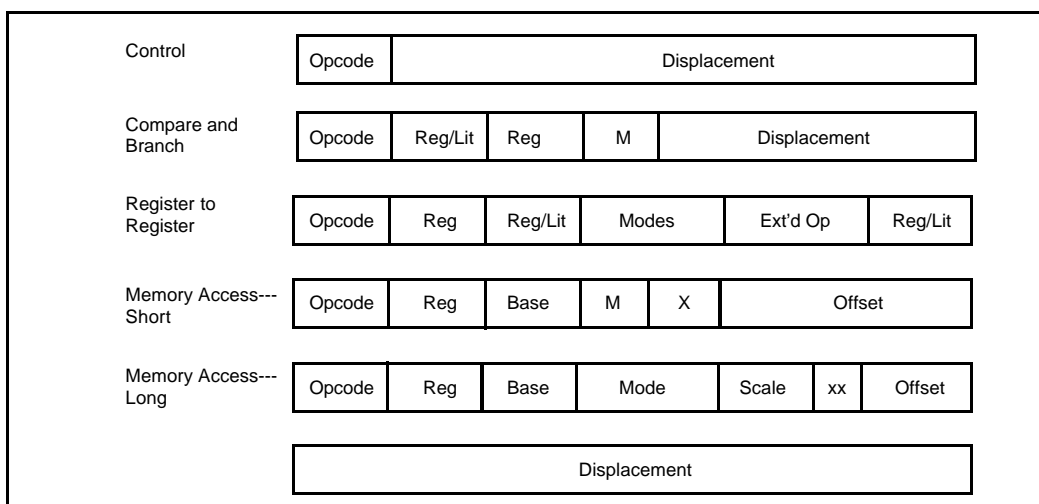 Control
Opcode Displacement
Compare and
Branch
Opcode Reg/Lit Reg M Displacement
Register to
Register
Opcode Reg Reg/Lit Modes Ext'd Op Reg/Lit
Memory Access---
Short
Opcode Reg Base M X Offset
Memory Access---
Long
Opcode Reg Base Mode Scale xx Offset
Displacement